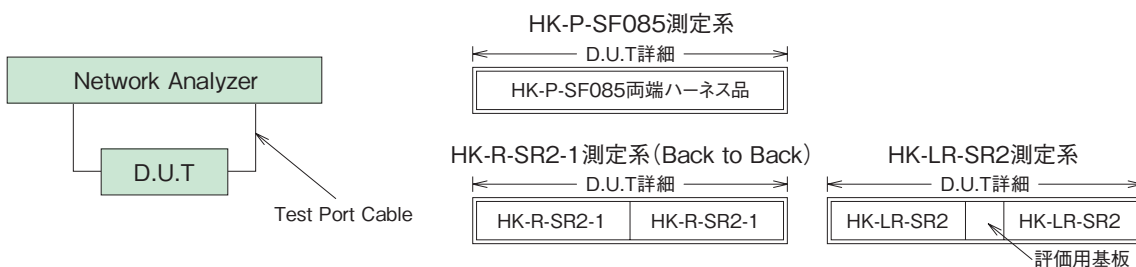 Network Analyzer
D.U.T
Test Port Cable
HK-P-SF085測定系
D.U.T詳細
HK-P-SF085両端ハーネス品
HK-R-SR2-1測定系(Back to Back)
D.U.T詳細
HK-R-SR2-1 HK-R-SR2-1
HK-LR-SR2測定系
D.U.T詳細
HK-LR-SR2 HK-LR-SR2
評価用基板